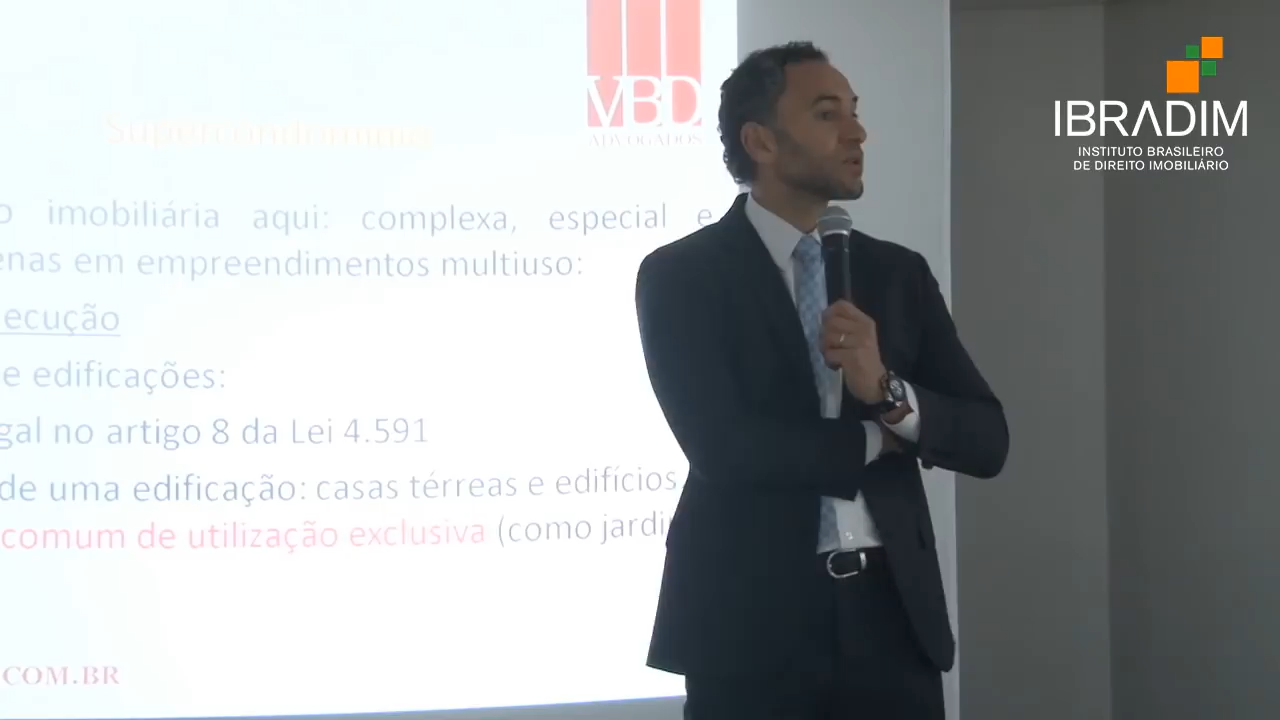 VBD
ADVOGADOS
Supercondomínio
o imobiliária aqui: complexa, especial e
enas em empreendimentos multiuso:
ecução
e edificações:
gal no artigo 8 da Lei 4.591
de uma edificação: casas térreas e edifícios,
comum de utilização exclusiva (como jardi
.COM.BR
IBRADIM
INSTITUTO BRASILEIRO
DE DIREITO IMOBILIÁRIO